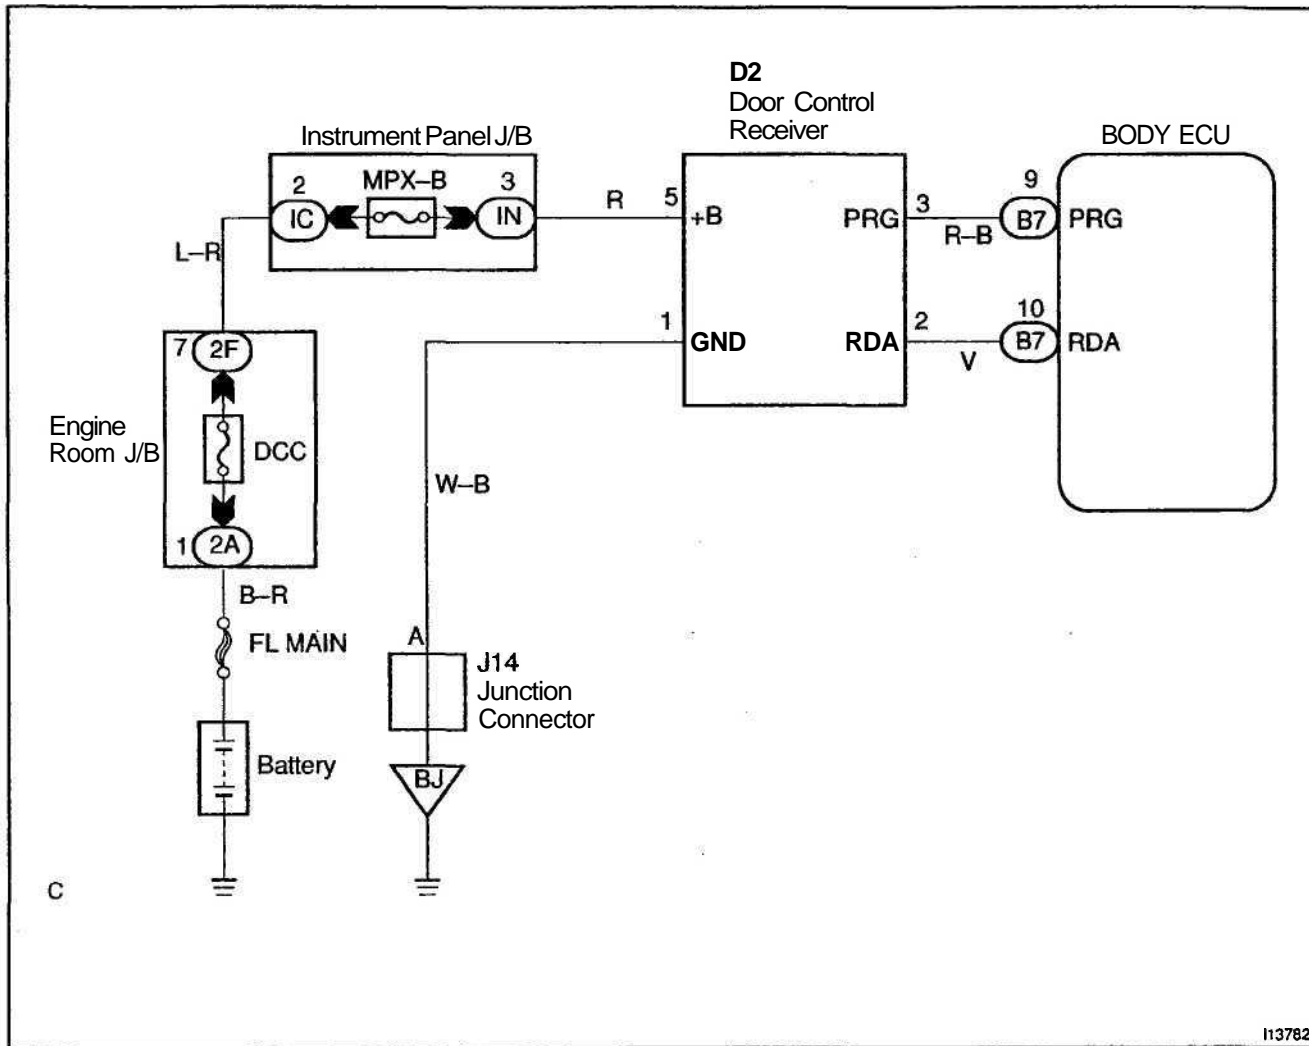 D2
Door Control
Receiver
Instrument Panel J/B
BODY ECU
2
MPX–B
3
IC
IN
R
5
+B
PRG
3
R–B
9
B7
PRG
L–R
1
GND
RDA
2
V
10
B7
RDA
7
2F
Engine
Room J/B
DCC
W–B
1
2A
B–R
FL MAIN
A
J14
Junction
Connector
Battery
BJ
C
I13782